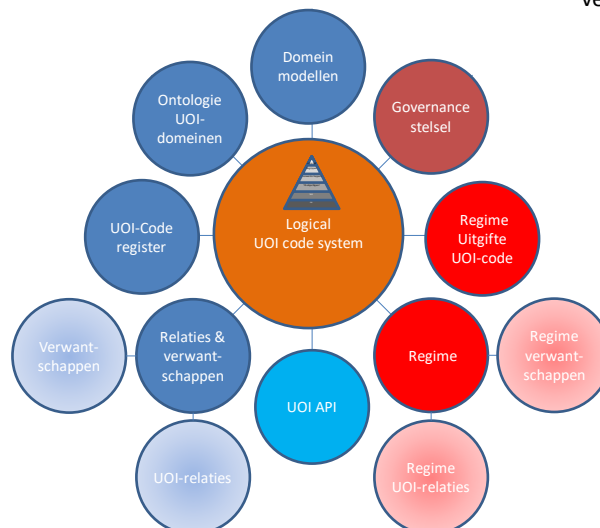 Domein
modellen
Ontologie
UOI-
domeinen
Governance
stelsel
Logical
UOI code system
UOI-Code
register
Regime
Uitgifte
UOI-code
Verwant-
schappen
Relaties &
verwant-
schappen
Regime
Regime
verwant-
schappen
UOI API
UOI-relaties
Regime
UOI-relaties